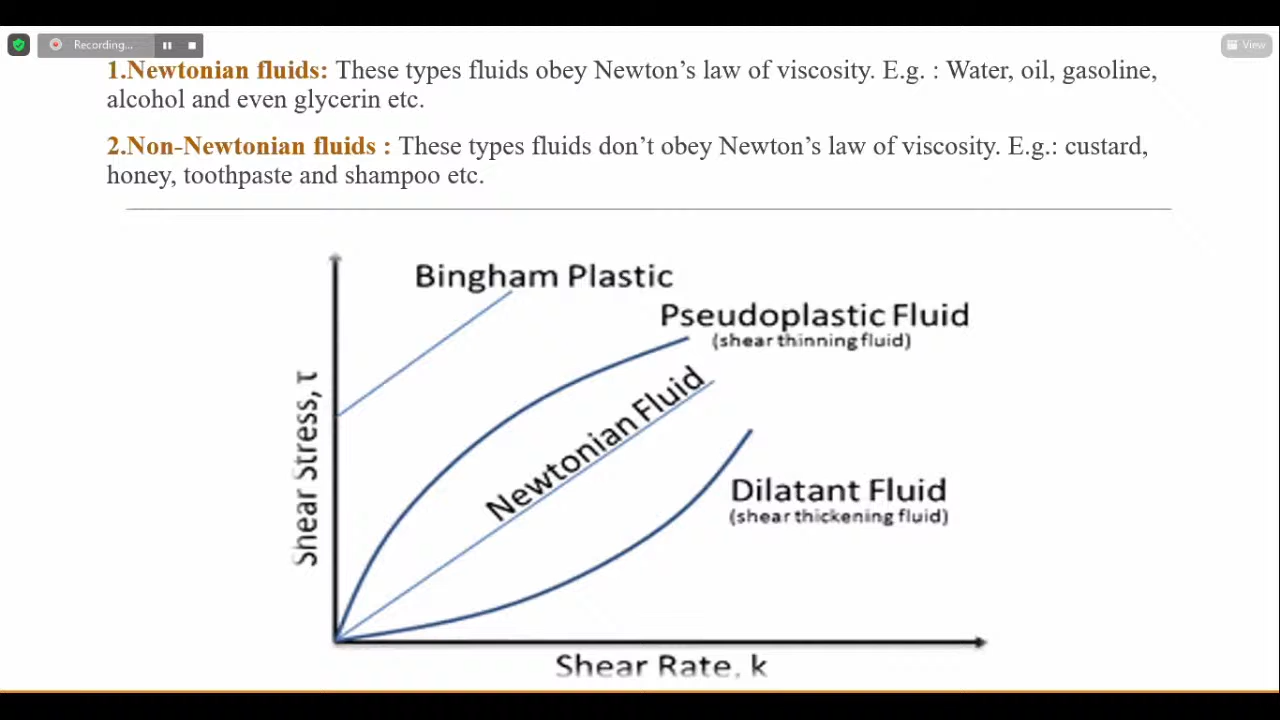 Recording...
View
1.Newtonian fluids: These types fluids obey Newton's law of viscosity. E.g. : Water, oil, gasoline,
alcohol and even glycerin etc.
2.Non-Newtonian fluids : These types fluids don't obey Newton's law of viscosity. E.g.: custard,
honey, toothpaste and shampoo etc.
Bingham Plastic
Pseudoplastic Fluid
(shear thinning fluid)
Newtonian Fluid
Shear Stress, τ
Dilatant Fluid
(shear thickening fluid)
Shear Rate, k